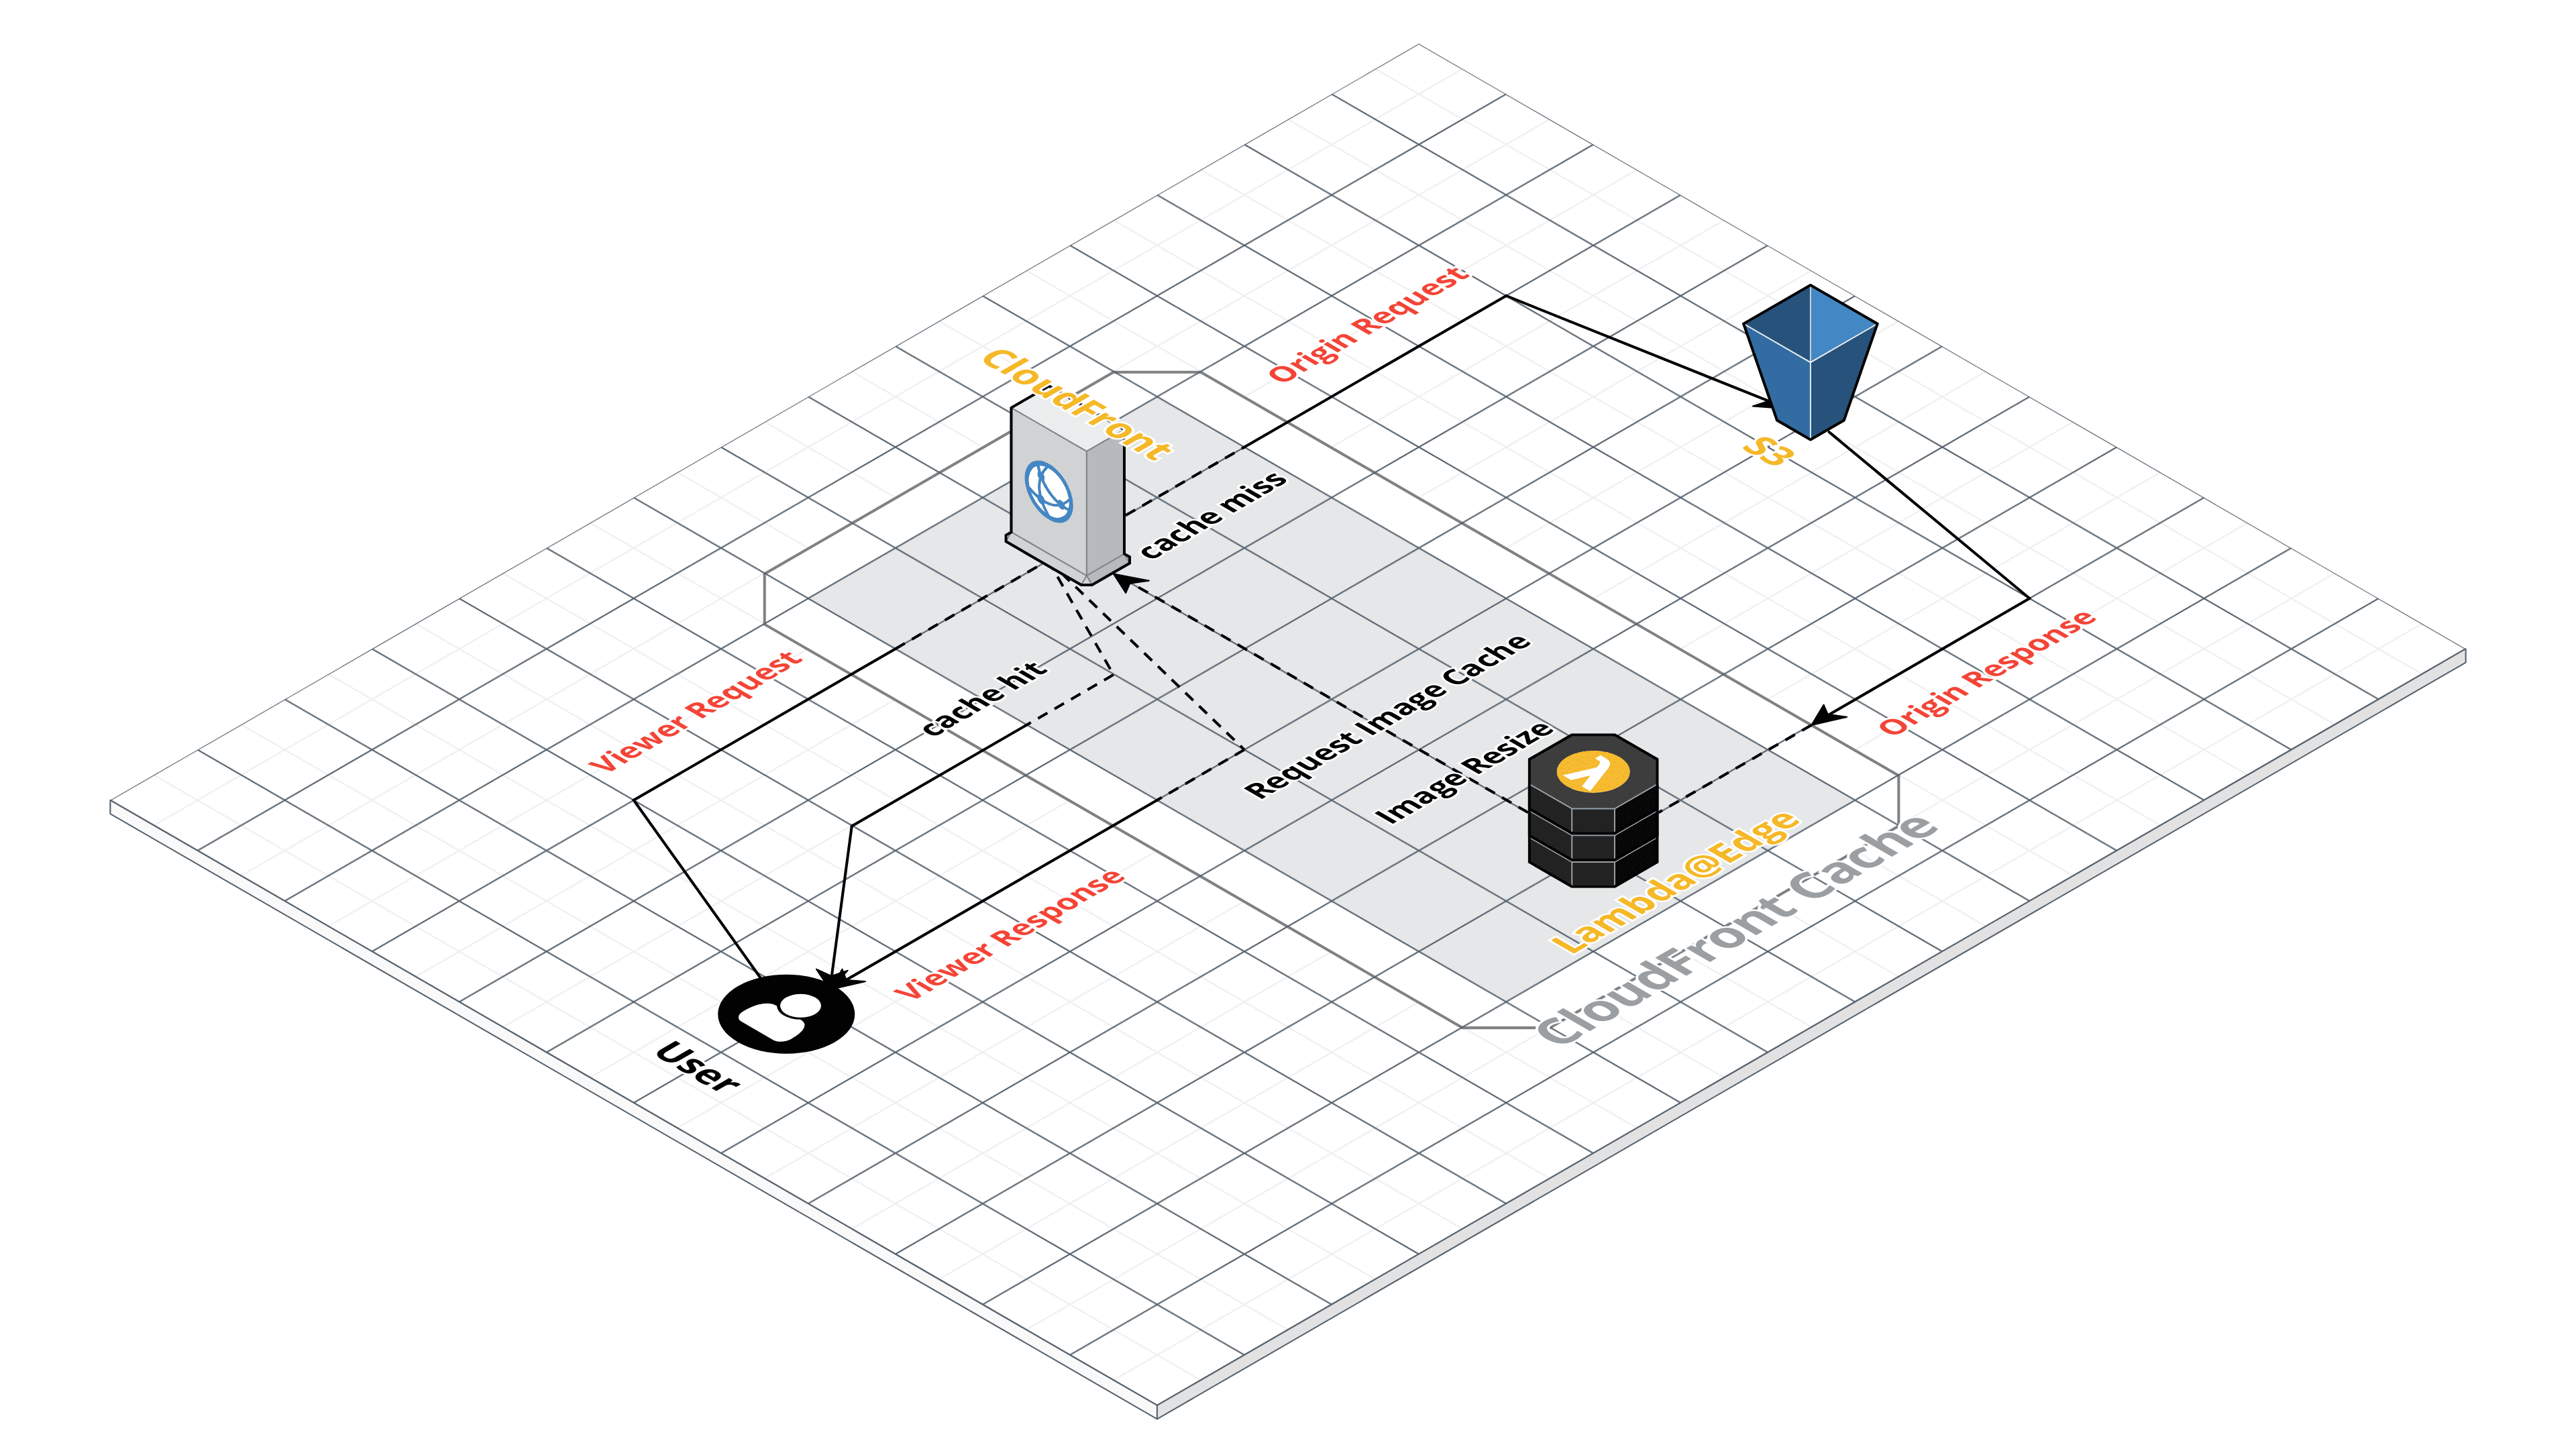 Origin Request
CloudFront
S3
cache miss
Viewer Request
cache hit
Request Image Cache
Image Resize
Origin Response
Lambda@Edge
CloudFront Cache
Viewer Response
User